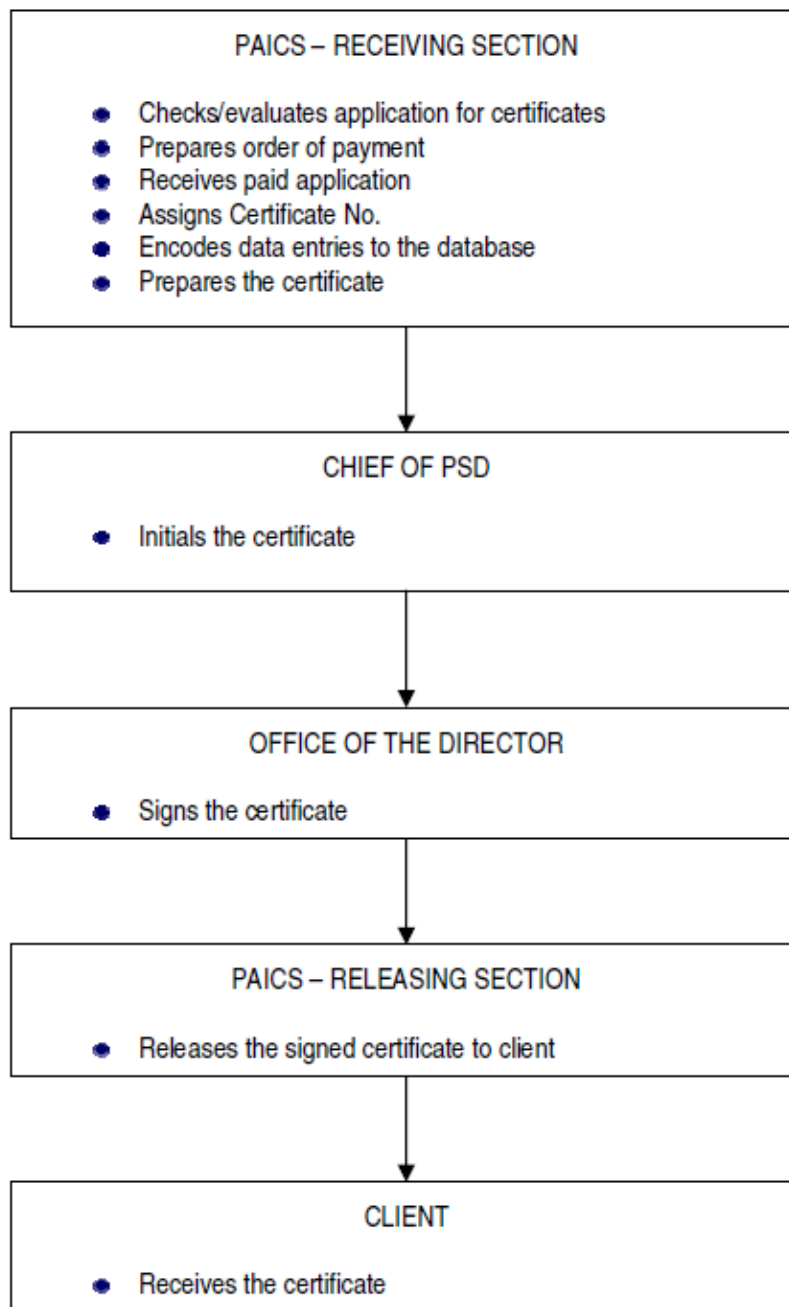 PAICS – RECEIVING SECTION
Checks/evaluates application for certificates
Prepares order of payment
Receives paid application
Assigns Certificate No.
Encodes data entries to the database
Prepares the certificate
CHIEF OF PSD
Initials the certificate
OFFICE OF THE DIRECTOR
Signs the certificate
PAICS – RELEASING SECTION
Releases the signed certificate to client
CLIENT
Receives the certificate